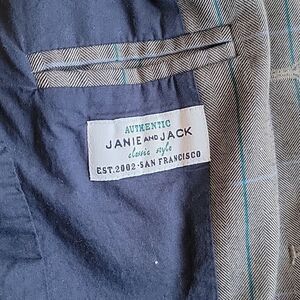 AUTHENTIC
JANIE AND JACK
classic style
EST.2002·SAN FRANCISCO